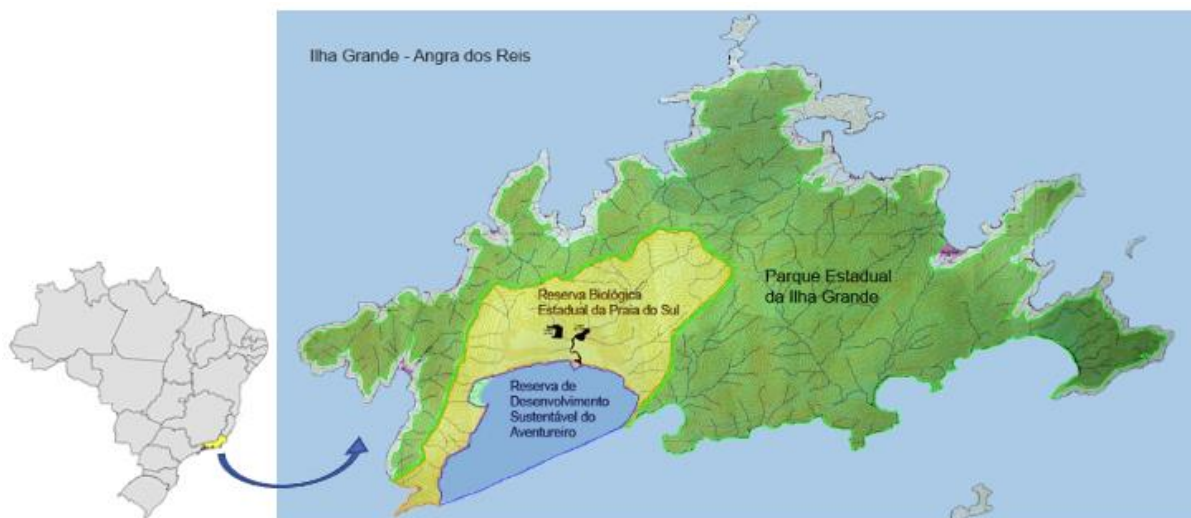 Ilha Grande - Angra dos Reis
Parque Estadual
da Ilha Grande
Reserva Biológica
Estadual da Praia do Sul
Reserva de
Desenvolvimento
Sustentável do
Aventureiro